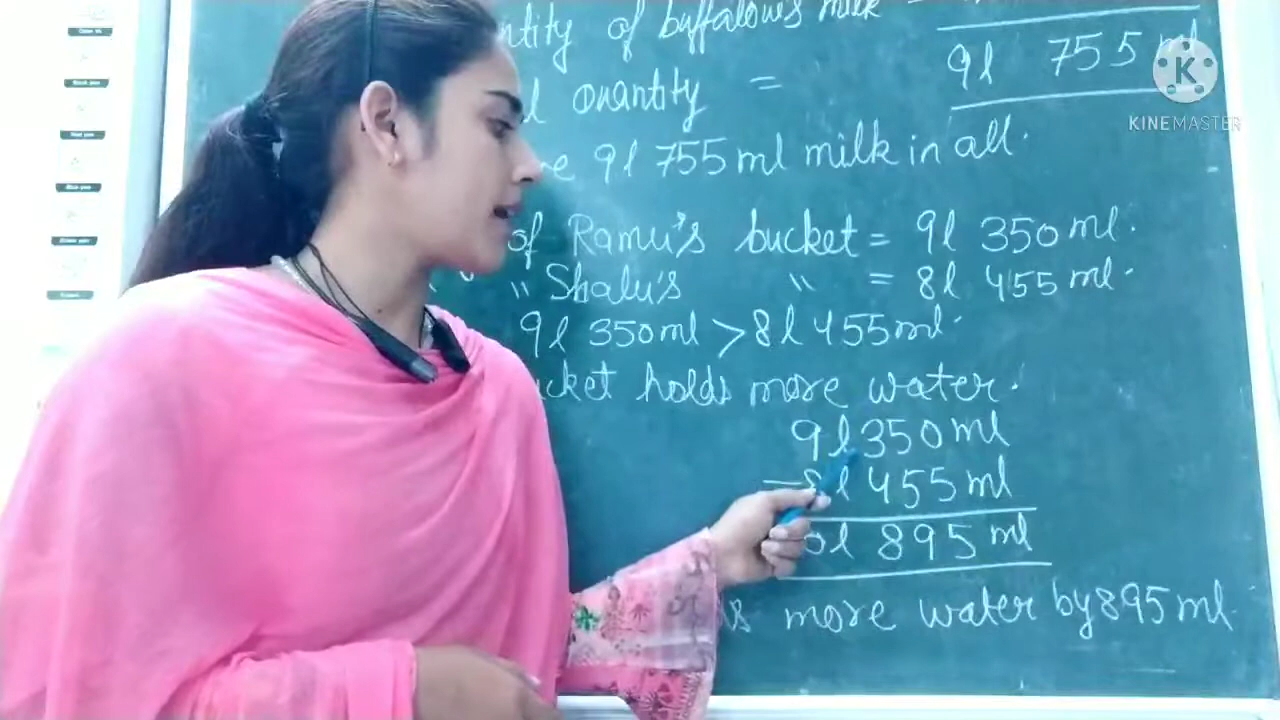 of buffalow's milk =
9l 755 ml
Quantity =
9l 755 ml milk in all.
of Ramu's bucket = 9l 350 ml.
" Shalu's " = 8l 455 ml.
9l 350 ml > 8l 455 ml.
holds more water.
9l 350 ml
- 8l 455 ml
0l 895 ml
more water by 895 ml.
K
KINEMASTER